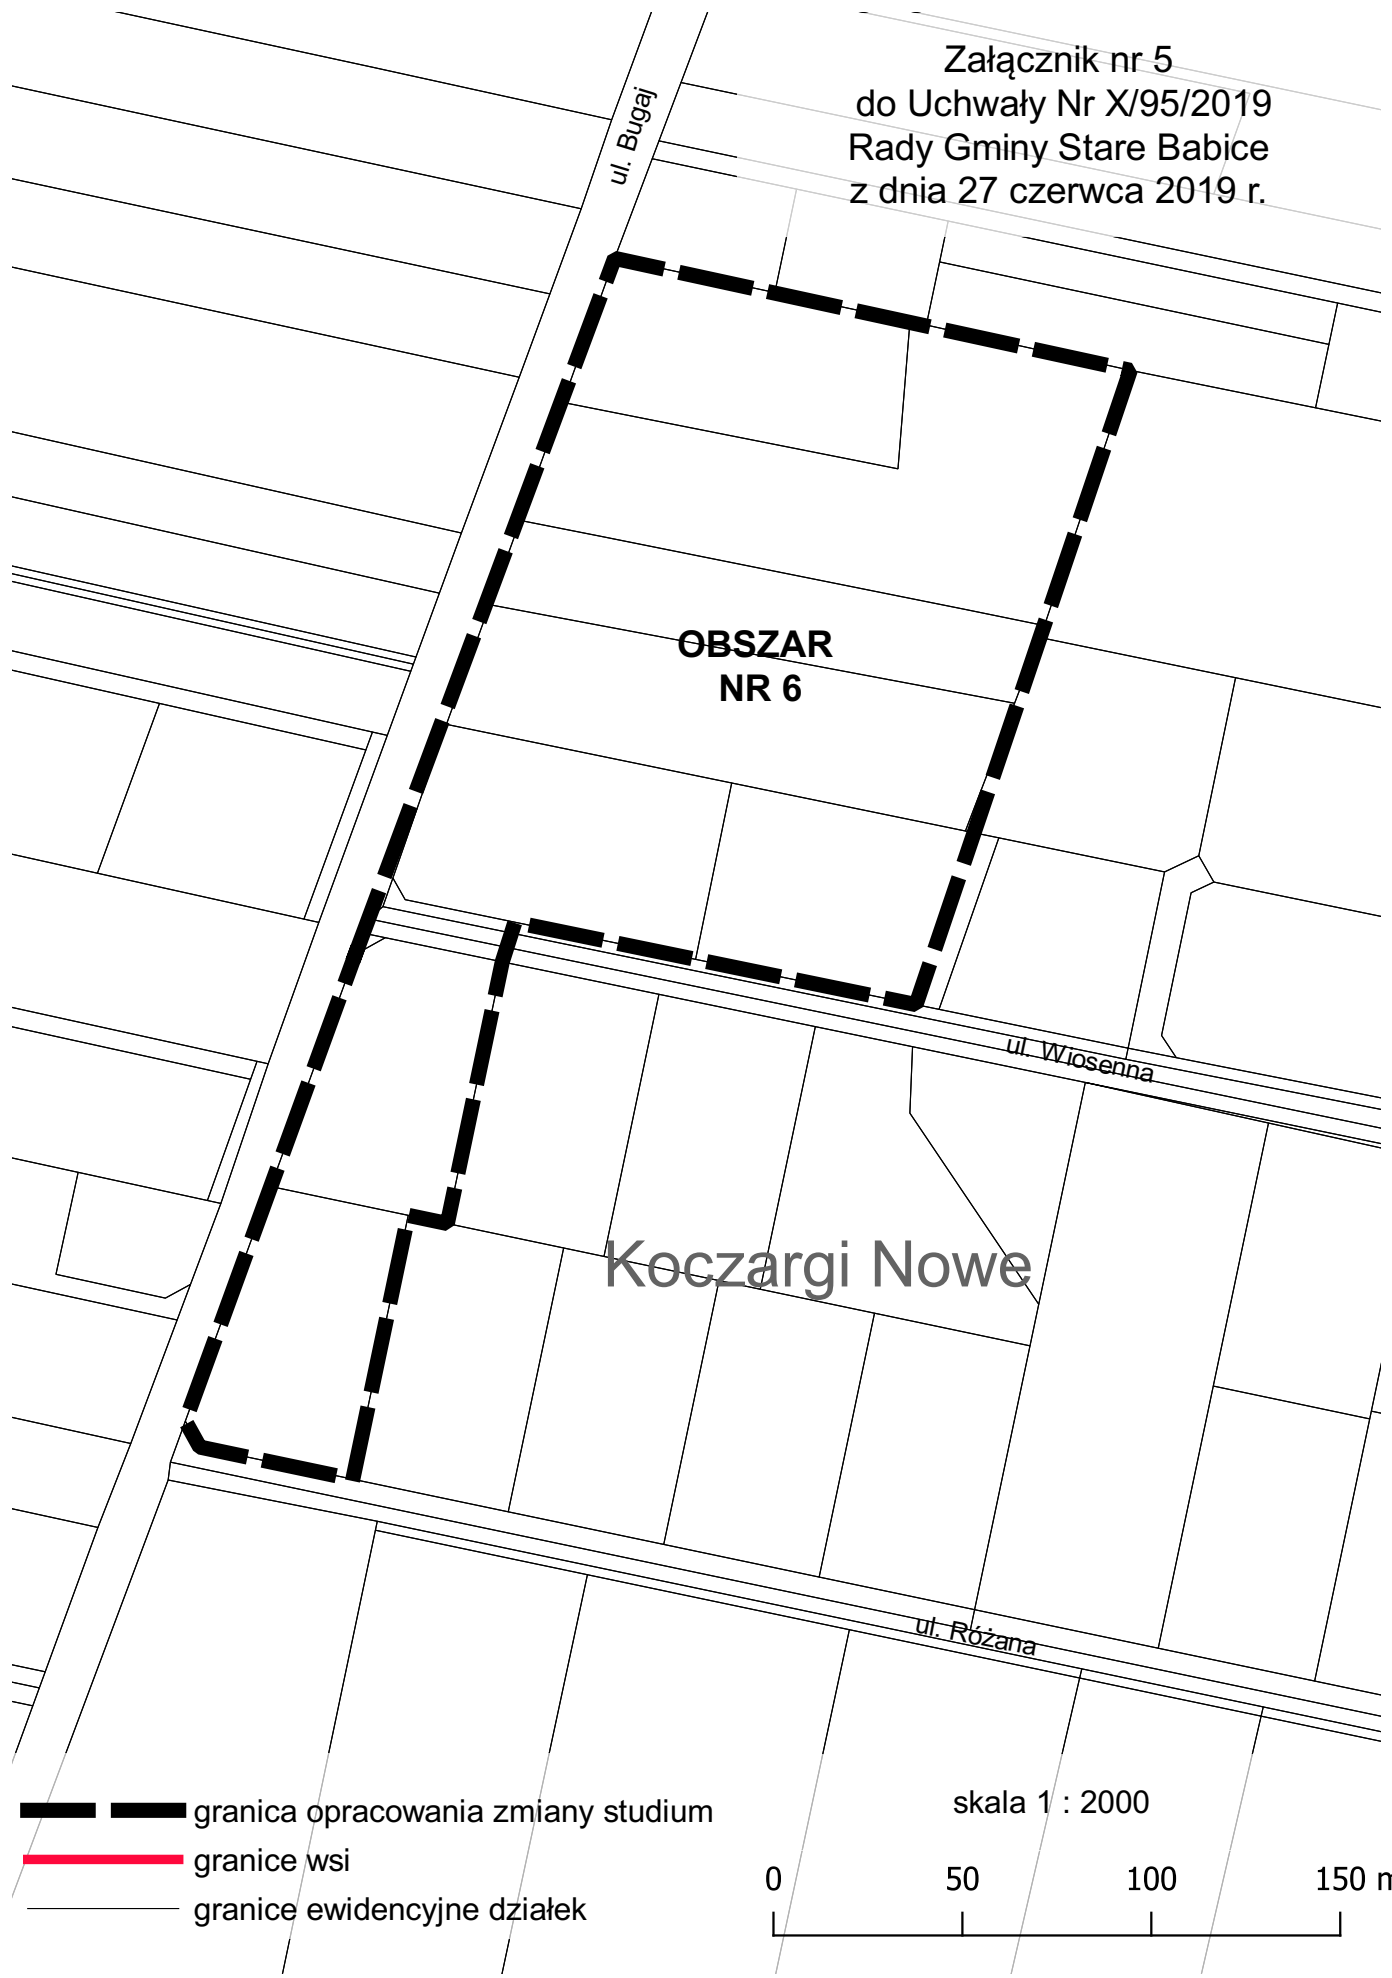 Załącznik nr 5
do Uchwały Nr X/95/2019
Rady Gminy Stare Babice
z dnia 27 czerwca 2019 r.
ul. Bugaj
OBSZAR
NR 6
ul. Wiosenna
Koczargi Nowe
ul. Różana
granica opracowania zmiany studium
granice wsi
granice ewidencyjne działek
skala 1 : 2000
0 50 100 150 m